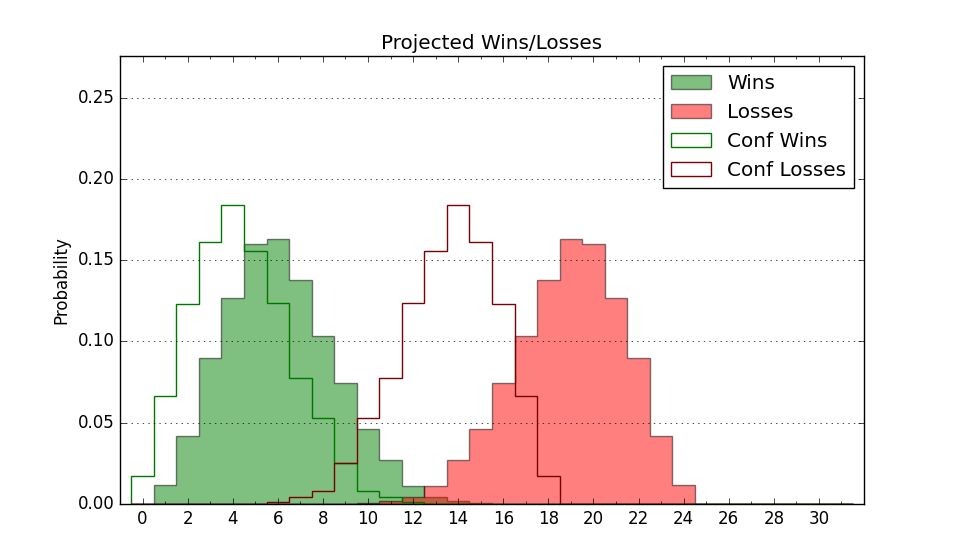 Projected Wins/Losses
Wins
Losses
Conf Wins
Conf Losses
Probability
0.25
0.20
0.15
0.10
0.05
0.00
0 2 4 6 8 10 12 14 16 18 20 22 24 26 28 30